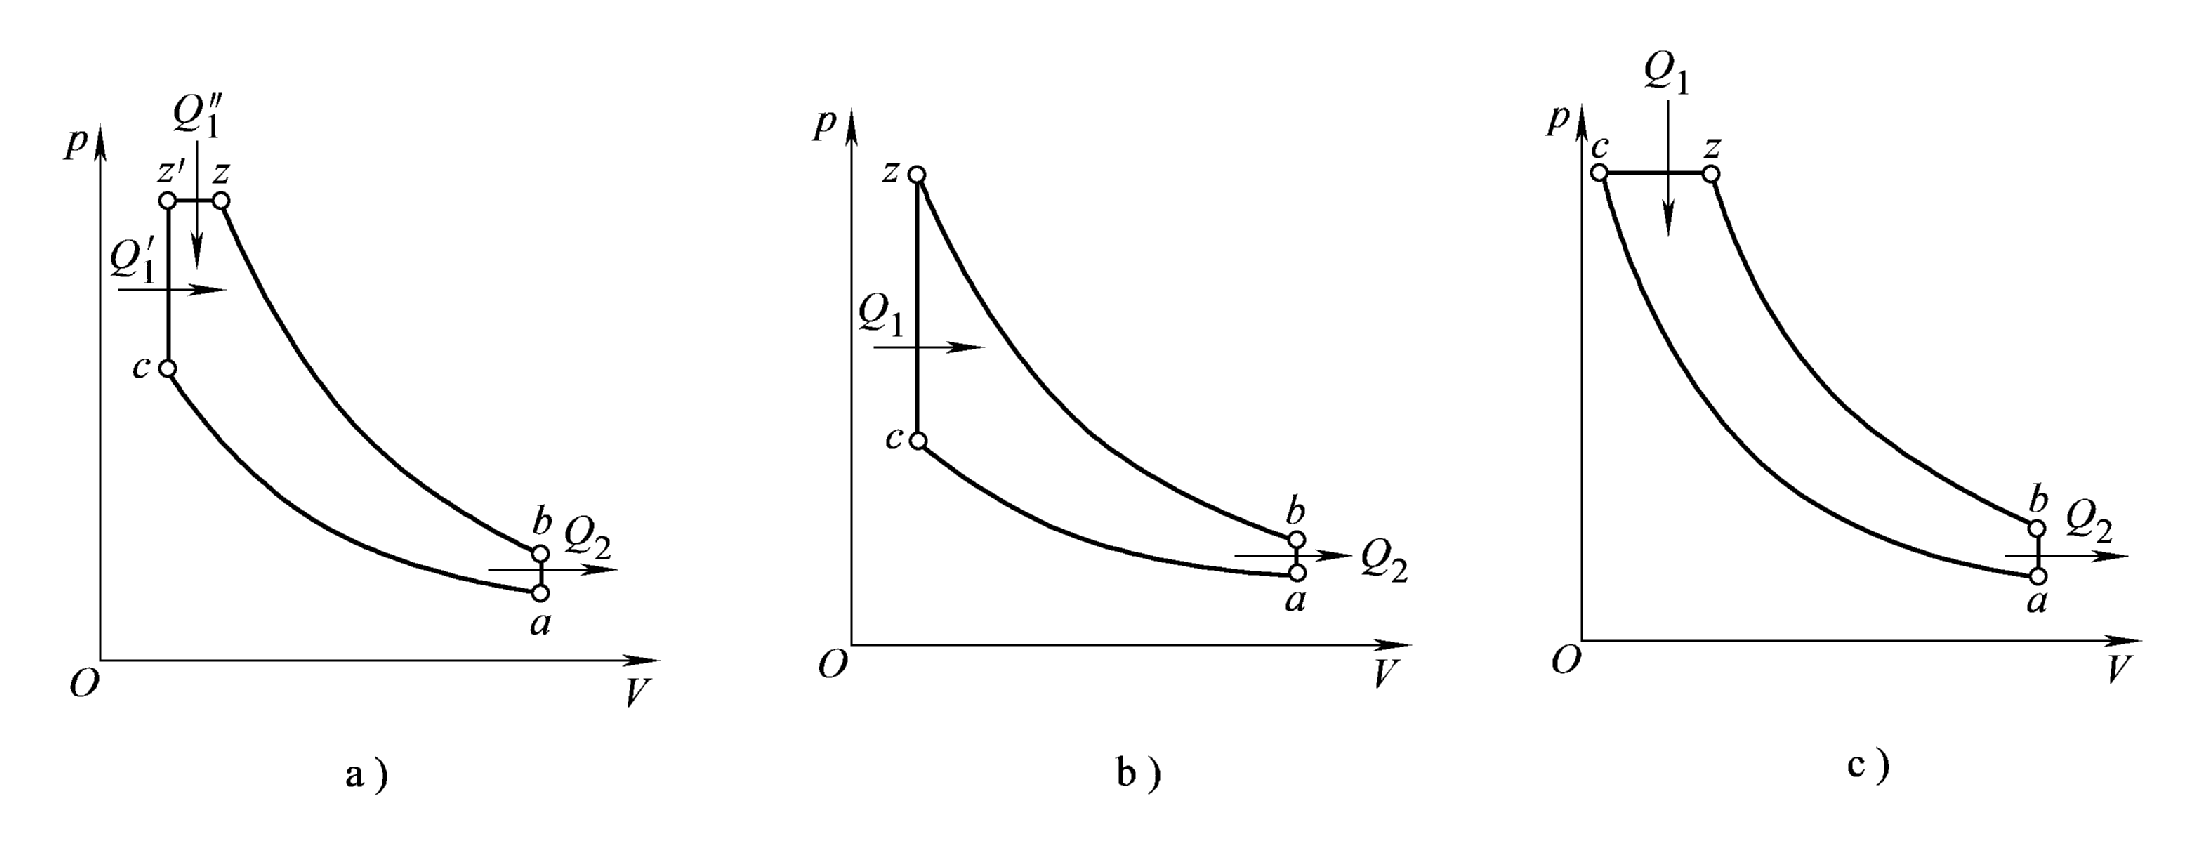 Q₁″
p
z′ z
Q₁′
c
b Q₂
a
O V
a )
p
z
Q₁
c
b
Q₂
a
O V
b )
Q₁
p
c z
b Q₂
a
O V
c )